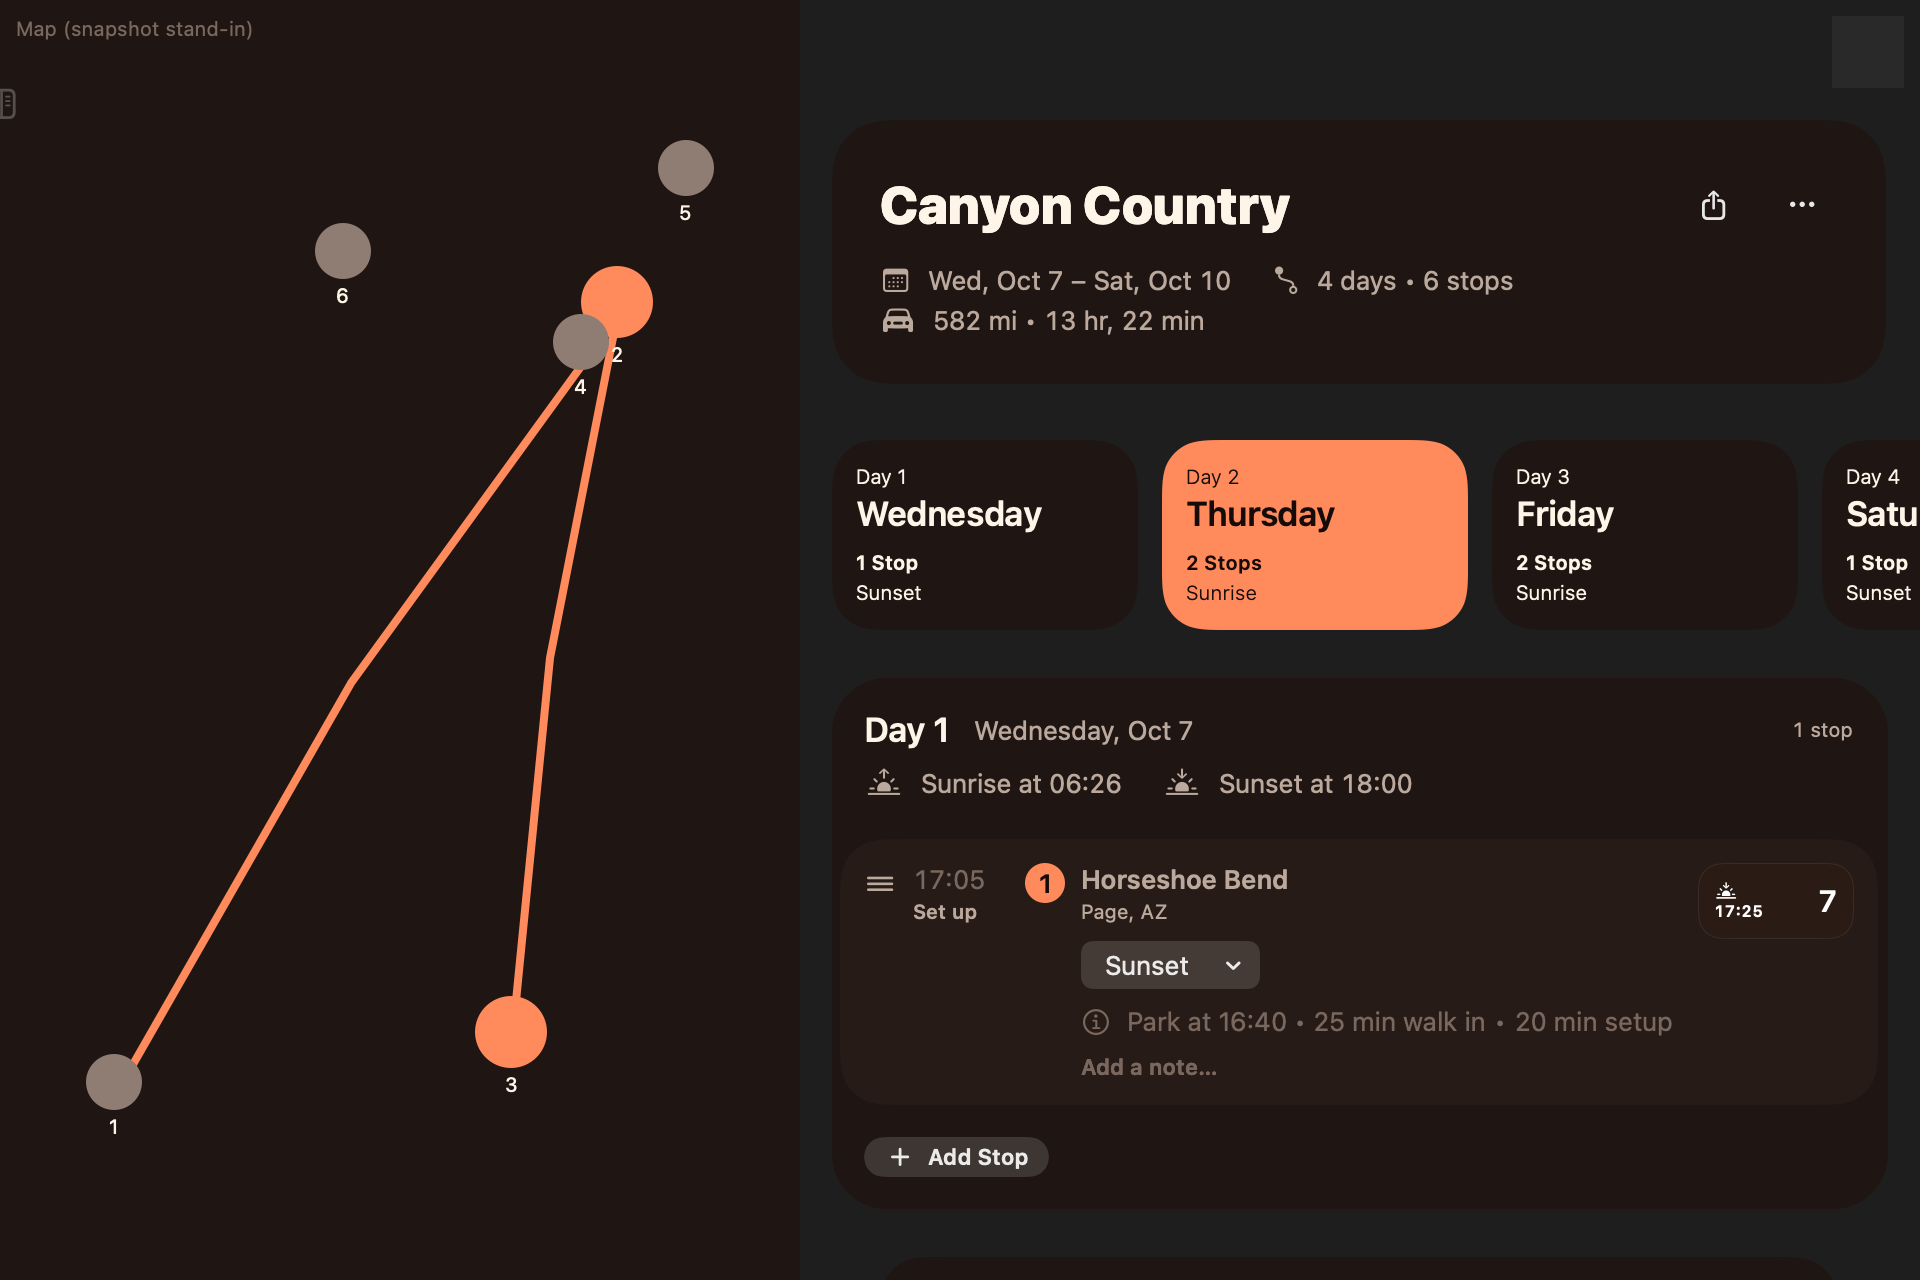 Map (snapshot stand-in)
5
6
2
4
3
1
Canyon Country
Wed, Oct 7 – Sat, Oct 10
4 days • 6 stops
582 mi • 13 hr, 22 min
Day 1
Wednesday
1 Stop
Sunset
Day 2
Thursday
2 Stops
Sunrise
Day 3
Friday
2 Stops
Sunrise
Day 4
Satu
1 Stop
Sunset
Day 1 Wednesday, Oct 7
1 stop
Sunrise at 06:26
Sunset at 18:00
17:05
Set up
1
Horseshoe Bend
Page, AZ
17:25
7
Sunset
Park at 16:40 • 25 min walk in • 20 min setup
Add a note...
+ Add Stop